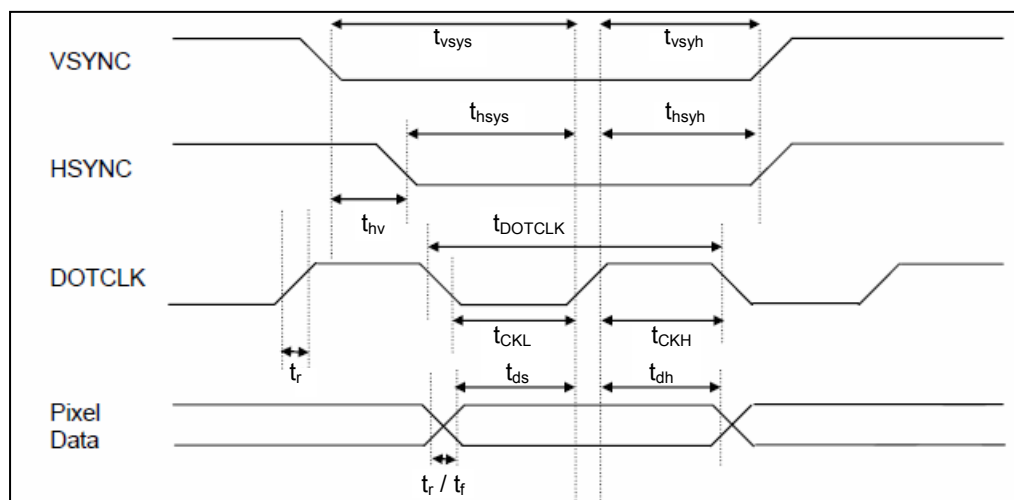 t_vsys t_vsyh
VSYNC
t_hsys t_hsyh
HSYNC
t_hv t_DOTCLK
DOTCLK
t_CKL t_CKH
t_r t_ds t_dh
Pixel
Data
t_r / t_f